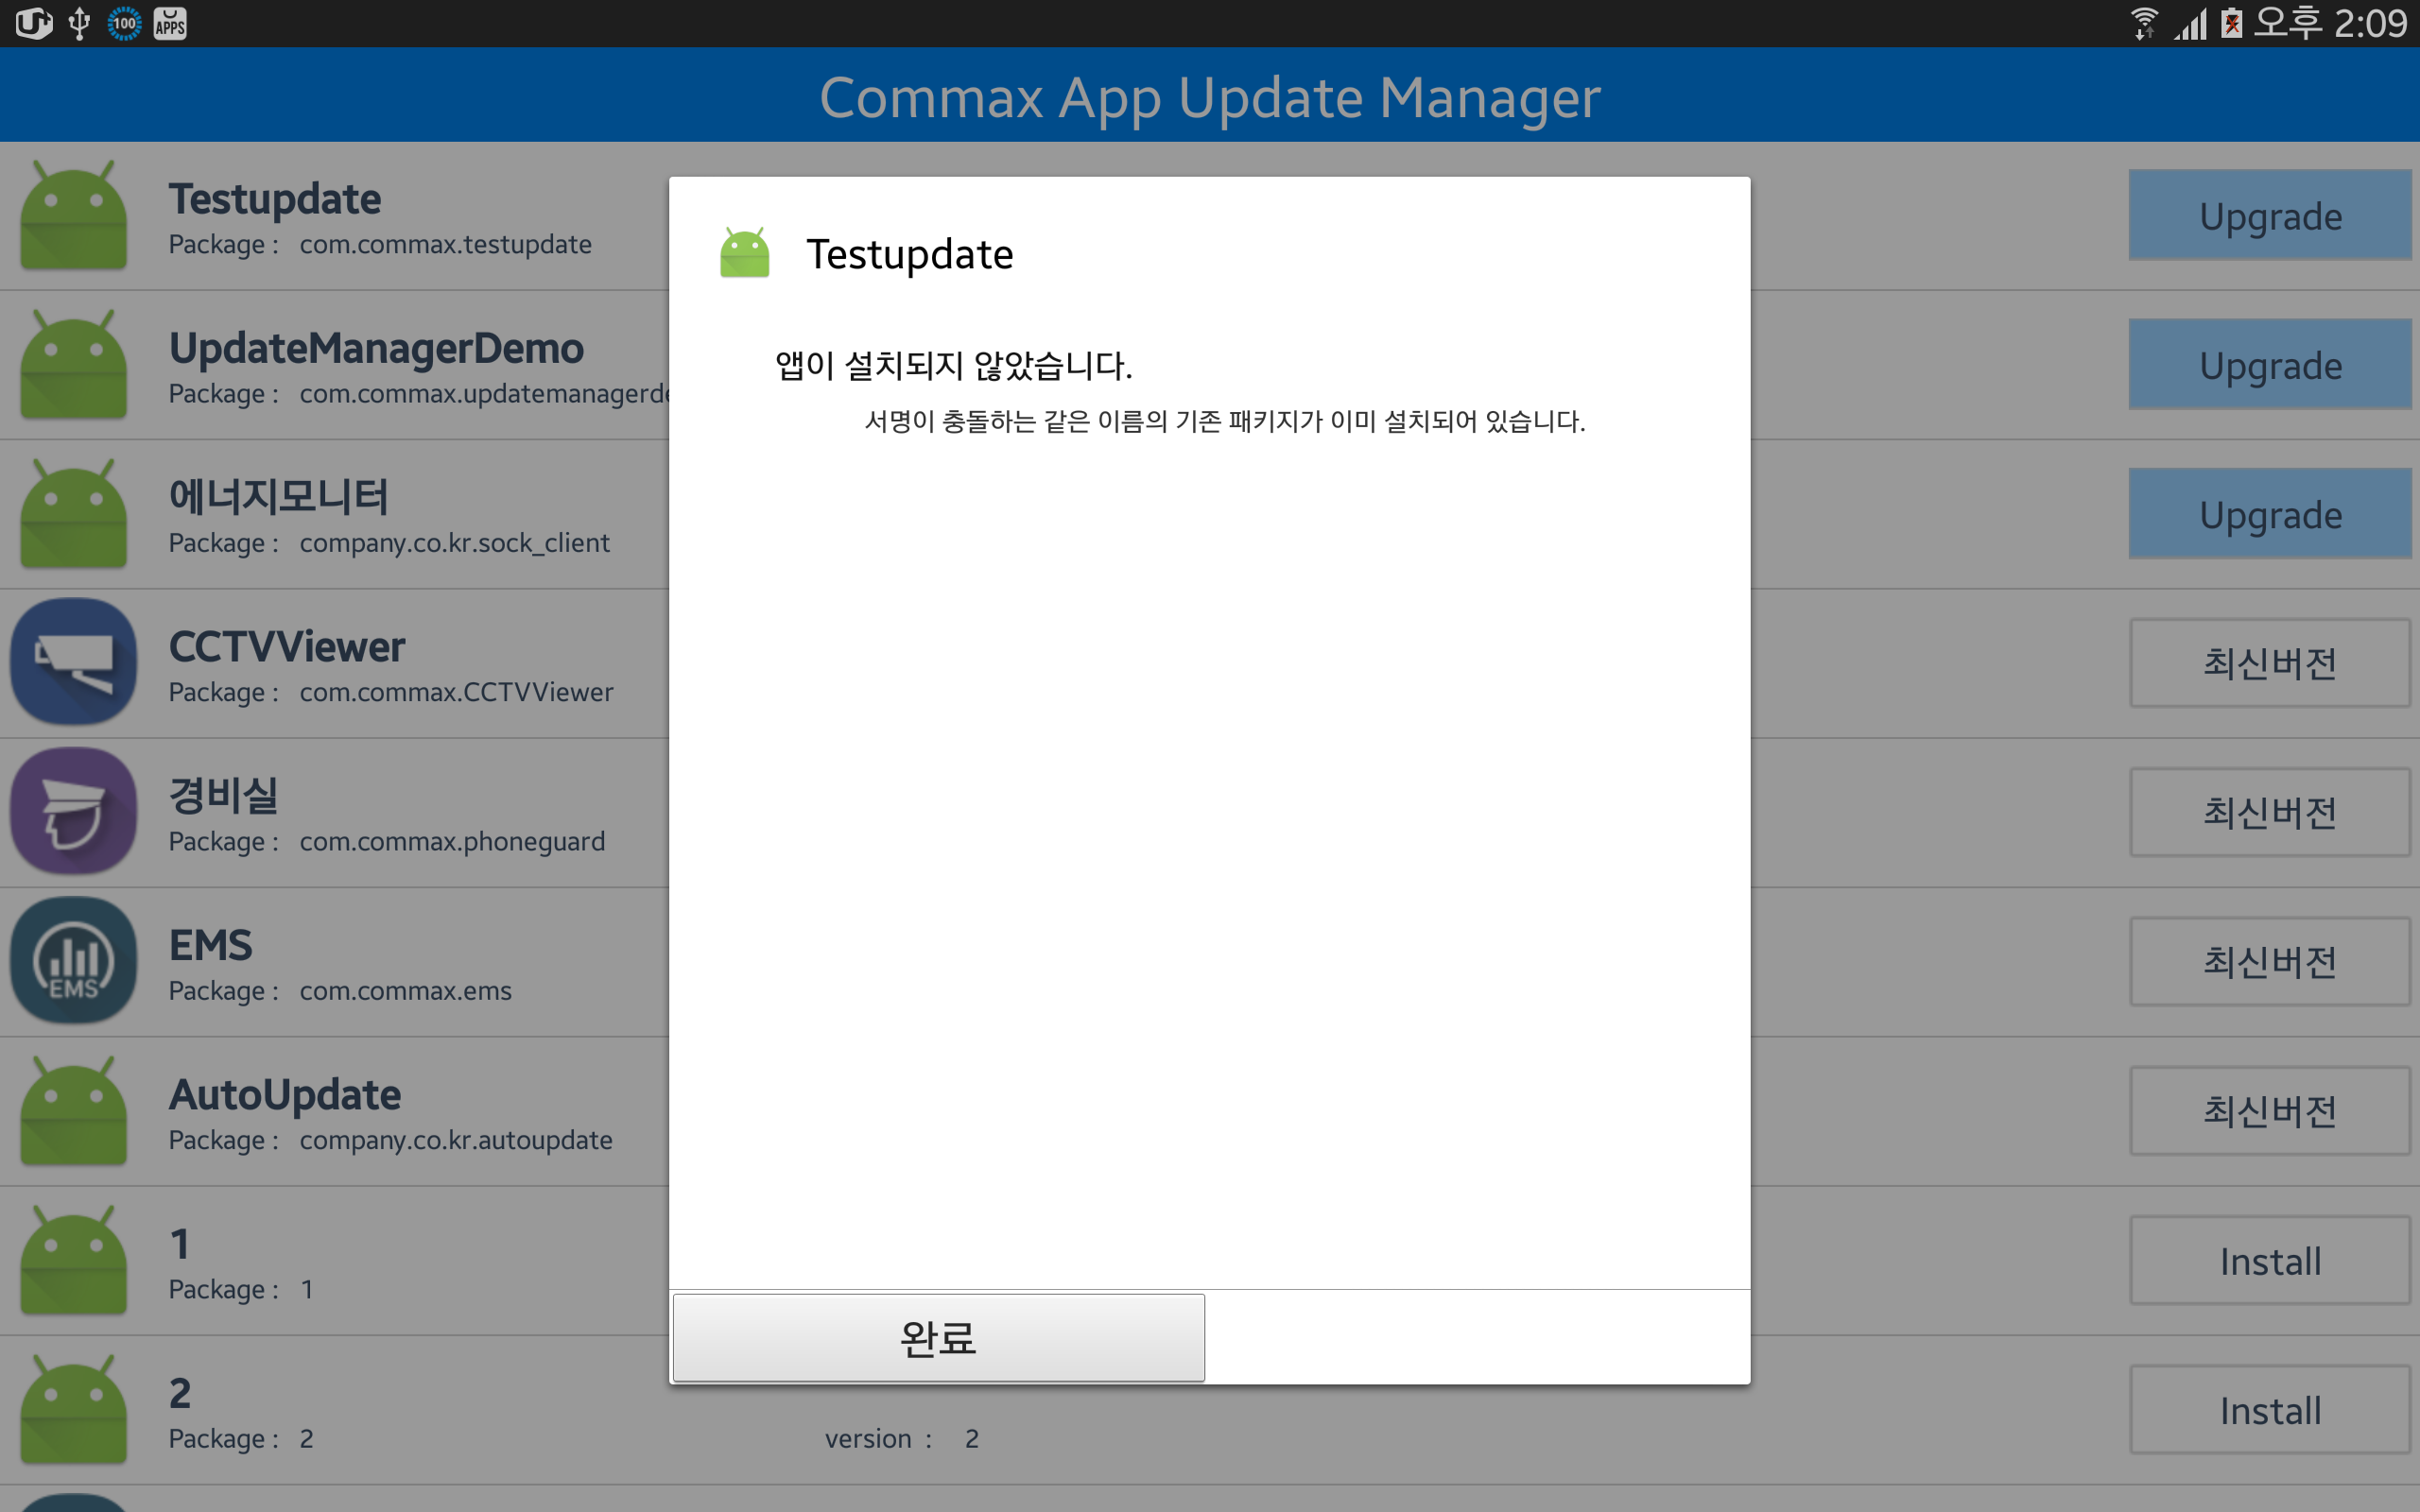 100
APPS
오후 2:09
Commax App Update Manager
Testupdate
Package : com.commax.testupdate
Upgrade
UpdateManagerDemo
Package : com.commax.updatemanagerde
Upgrade
에너지모니터
Package : company.co.kr.sock_client
Upgrade
CCTVViewer
Package : com.commax.CCTVViewer
최신버전
경비실
Package : com.commax.phoneguard
최신버전
EMS
EMS
Package : com.commax.ems
최신버전
AutoUpdate
Package : company.co.kr.autoupdate
최신버전
1
Package : 1
Install
2
Package : 2
version : 2
Install
Testupdate
앱이 설치되지 않았습니다.
서명이 충돌하는 같은 이름의 기존 패키지가 이미 설치되어 있습니다.
완료